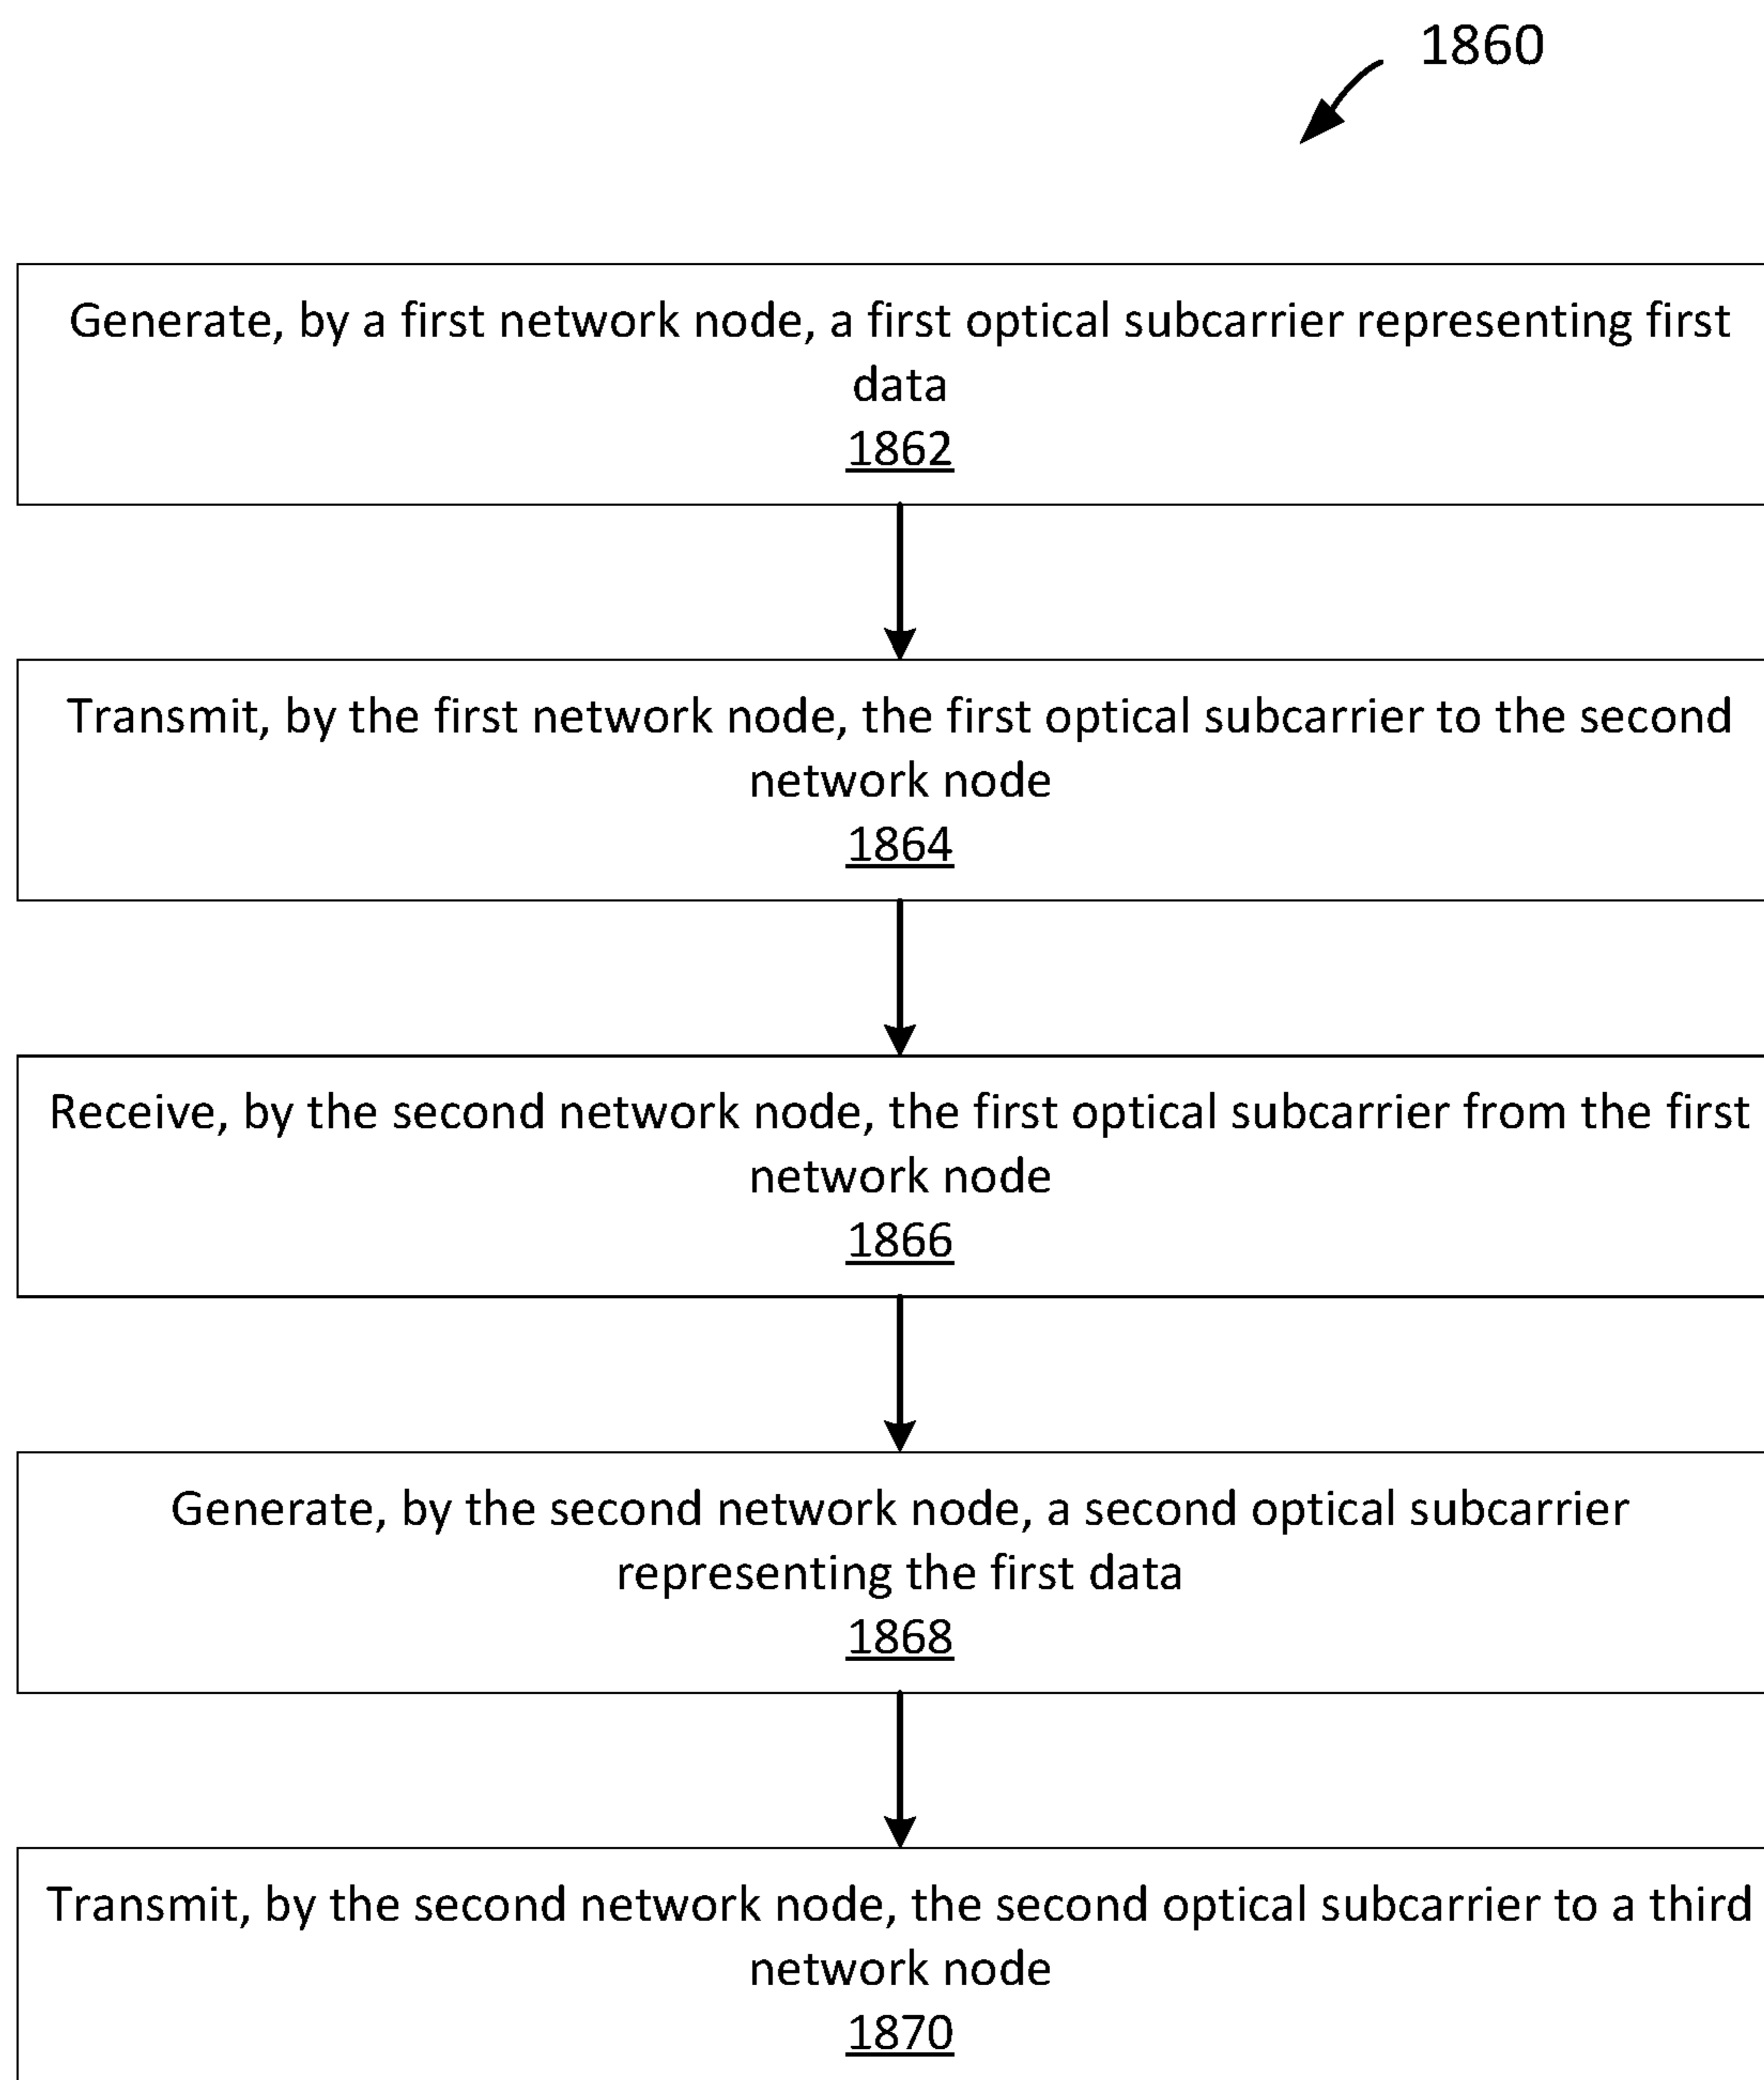 1860
Generate, by a first network node, a first optical subcarrier representing first
data
1862
Transmit, by the first network node, the first optical subcarrier to the second
network node
1864
Receive, by the second network node, the first optical subcarrier from the first
network node
1866
Generate, by the second network node, a second optical subcarrier
representing the first data
1868
Transmit, by the second network node, the second optical subcarrier to a third
network node
1870